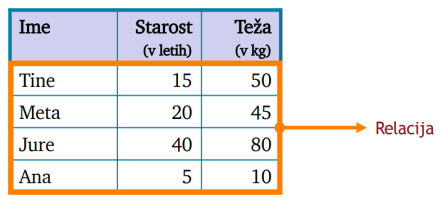 Ime Starost Teža
(v letih) (v kg)
Tine 15 50
Meta 20 45
Jure 40 80
Ana 5 10
Relacija